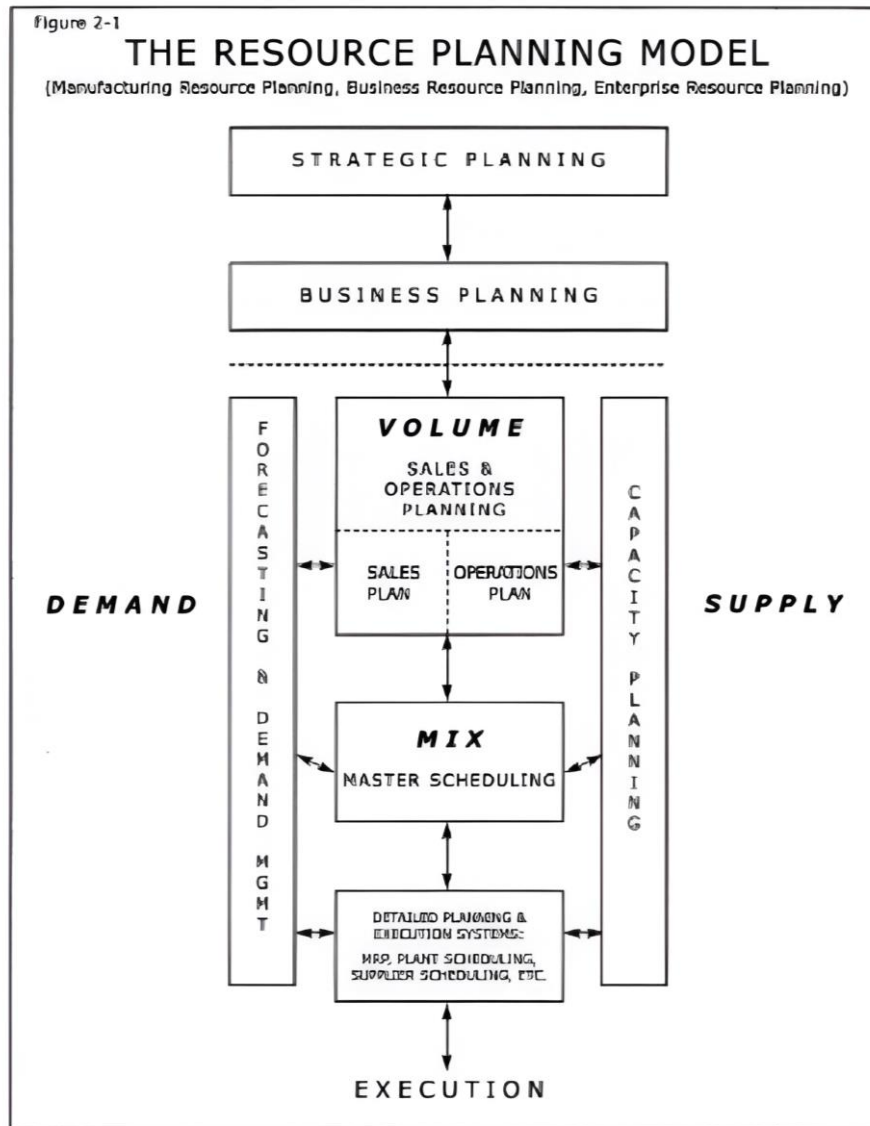 Figure 2-1
THE RESOURCE PLANNING MODEL
(Manufacturing Resource Planning, Business Resource Planning, Enterprise Resource Planning)
STRATEGIC PLANNING
BUSINESS PLANNING
FORECASTING & DEMAND MGMT
VOLUME
SALES &
OPERATIONS
PLANNING
SALES
PLAN
OPERATIONS
PLAN
CAPACITY PLANNING
DEMAND
SUPPLY
MIX
MASTER SCHEDULING
DETAILED PLANNING &
EXECUTION SYSTEMS:
MRP, PLANT SCHEDULING,
SUPPLIER SCHEDULING, ETC.
EXECUTION